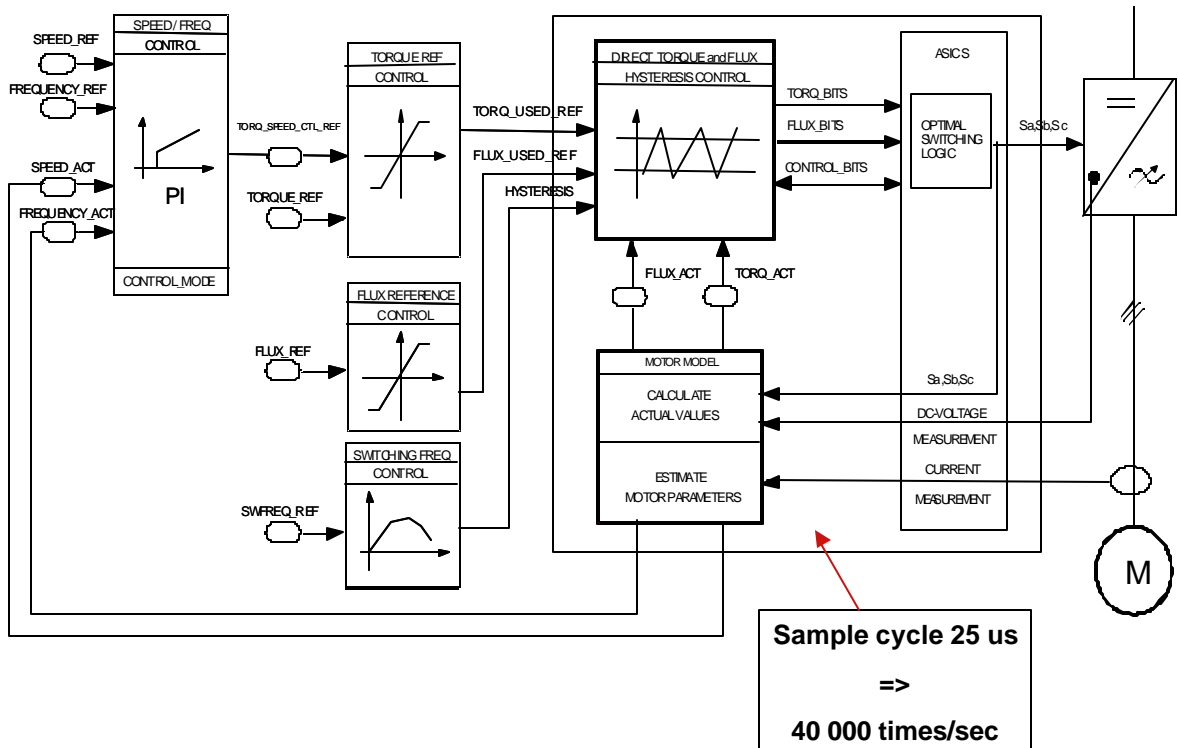 SPEED/FREQ
CONTROL
SPEED_REF
FREQUENCY_REF
SPEED_ACT
FREQUENCY_ACT
PI
CONTROL_MODE
TORQ_SPEED_CTL_REF
TORQUE_REF
TORQUE REF
CONTROL
FLUX_REF
FLUX REFERENCE
CONTROL
SWFREQ_REF
SWITCHING FREQ
CONTROL
TORQ_USED_REF
FLUX_USED_REF
HYSTERESIS
DIRECT TORQUE and FLUX
HYSTERESIS CONTROL
TORQ_BITS
FLUX_BITS
CONTROL_BITS
ASICS
OPTIMAL
SWITCHING
LOGIC
Sa,Sb,Sc
FLUX_ACT
TORQ_ACT
MOTOR MODEL
CALCULATE
ACTUAL VALUES
ESTIMATE
MOTOR PARAMETERS
Sa,Sb,Sc
DC-VOLTAGE
MEASUREMENT
CURRENT
MEASUREMENT
M
Sample cycle 25 us
=>
40 000 times/sec